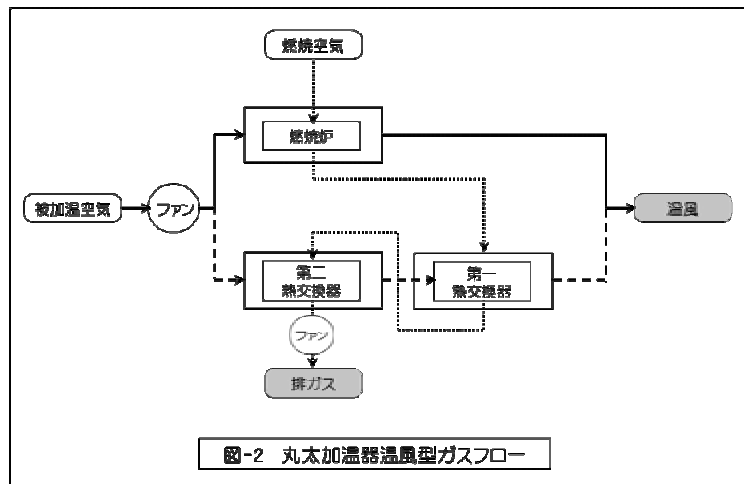 燃焼空気
燃焼炉
被加温空気
ファン
温風
第二
熱交換器
第一
熱交換器
ファン
排ガス
図-2 丸太加温器温風型ガスフロー